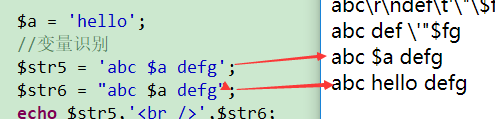 $a = 'hello';
//变量识别
$str5 = 'abc $a defg';
$str6 = "abc $a defg";
echo $str5,'<br />',$str6;
abc\r\ndef\t'\"\$f
abc def \'"$fg
abc $a defg
abc hello defg